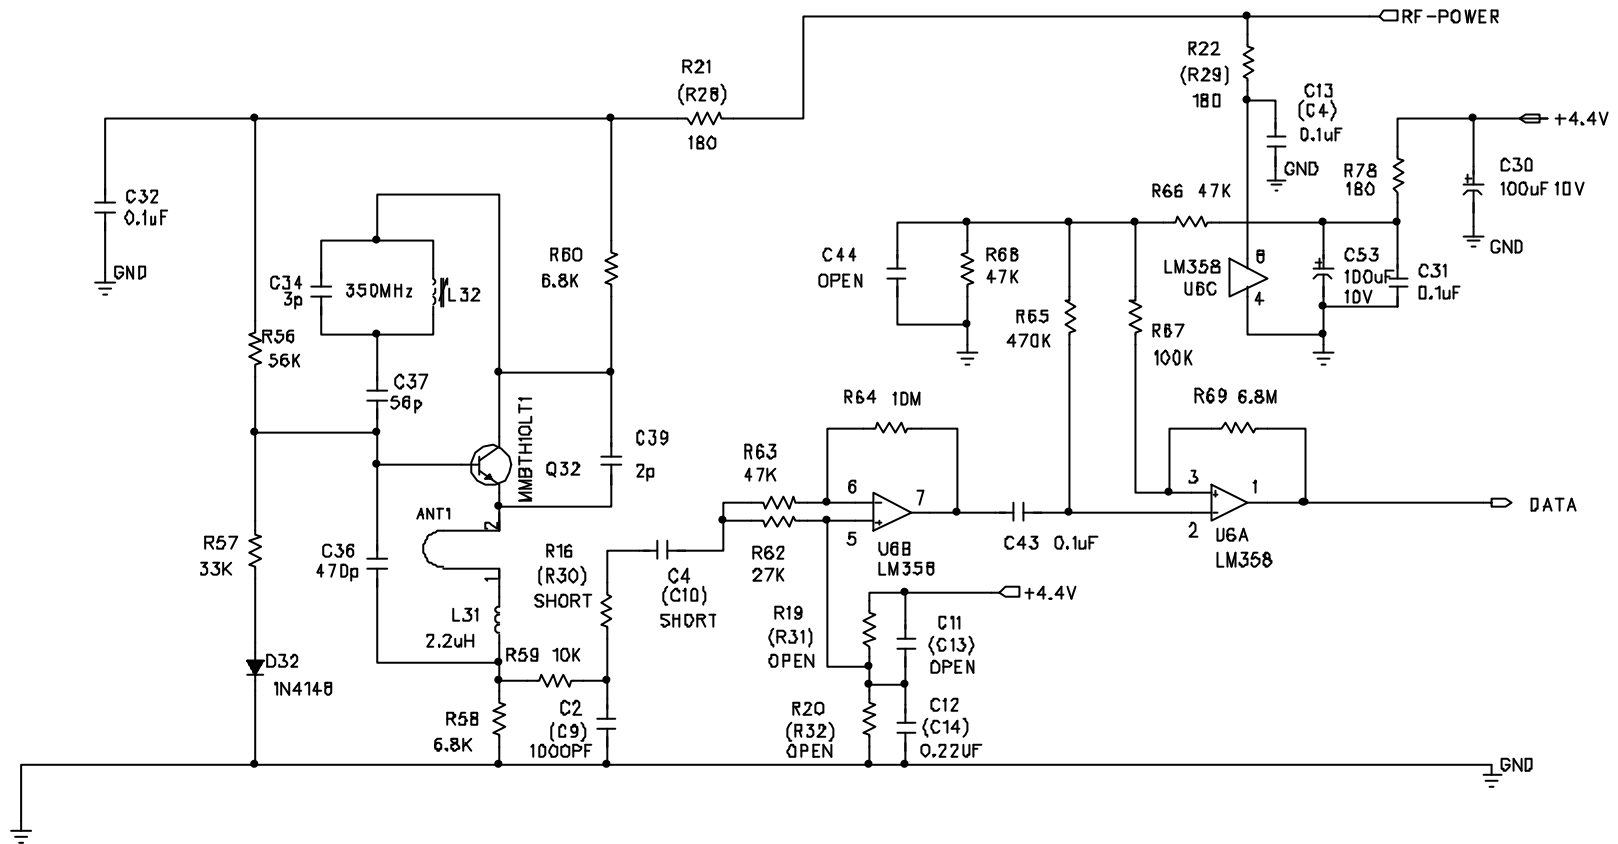 RF-POWER
R22
(R29)
180
R21
(R28)
180
C13
(C4)
0.1uF
GND
+4.4V
C30
100uF 10V
GND
R78
180
R66 47K
C32
0.1uF
GND
C34
3p
350MHz
L32
R60
6.8K
C44
OPEN
R68
47K
LM358
U6C
8
4
C53
100uF
10V
C31
0.1uF
R56
56K
R65
470K
R67
100K
C37
56p
MMBTH10LT1
Q32
C39
2p
R64 10M
R69 6.8M
R63
47K
6
5
7
U6B
LM358
3
2
1
U6A
LM358
DATA
ANT1
2
1
R57
33K
C36
470p
R16
(R30)
SHORT
C4
(C10)
SHORT
R62
27K
C43 0.1uF
+4.4V
L31
2.2uH
R19
(R31)
OPEN
C11
(C13)
OPEN
D32
1N4148
R59 10K
R58
6.8K
C2
(C9)
1000PF
R20
(R32)
OPEN
C12
(C14)
0.22UF
GND